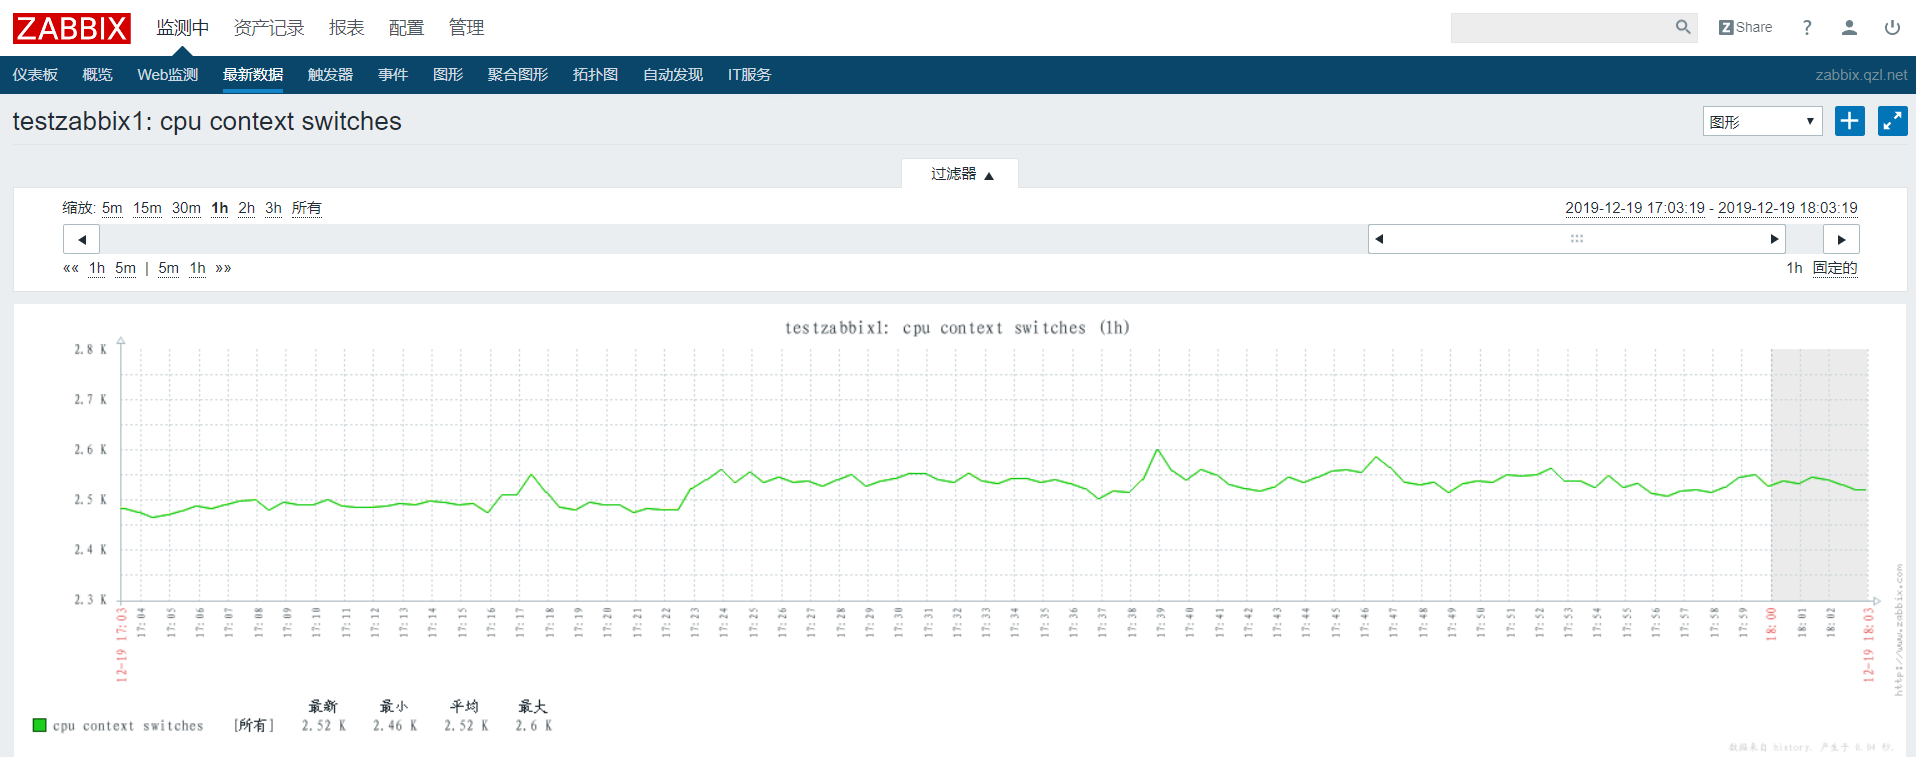 ZABBIX 监测中 资产记录 报表 配置 管理 Z Share ?
仪表板 概览 Web监测 最新数据 触发器 事件 图形 聚合图形 拓扑图 自动发现 IT服务 zabbix.qzl.net
testzabbix1: cpu context switches 图形
过滤器
缩放: 5m 15m 30m 1h 2h 3h 所有 2019-12-19 17:03:19 - 2019-12-19 18:03:19
«« 1h 5m | 5m 1h »» 1h 固定的
testzabbix1: cpu context switches (1h)
2.8 K
2.7 K
2.6 K
2.5 K
2.4 K
2.3 K
12-19 17:03 17:04 17:05 17:06 17:07 17:08 17:09 17:10 17:11 17:12 17:13 17:14 17:15 17:16 17:17 17:18 17:19 17:20 17:21 17:22 17:23 17:24 17:25 17:26 17:27 17:28 17:29 17:30 17:31 17:32 17:33 17:34 17:35 17:36 17:37 17:38 17:39 17:40 17:41 17:42 17:43 17:44 17:45 17:46 17:47 17:48 17:49 17:50 17:51 17:52 17:53 17:54 17:55 17:56 17:57 17:58 17:59 18:00 18:01 18:02 12-19 18:03
http://www.zabbix.com
最新 最小 平均 最大
cpu context switches [所有] 2.52 K 2.46 K 2.52 K 2.6 K
数据来自 history. 产生于 0.04 秒.